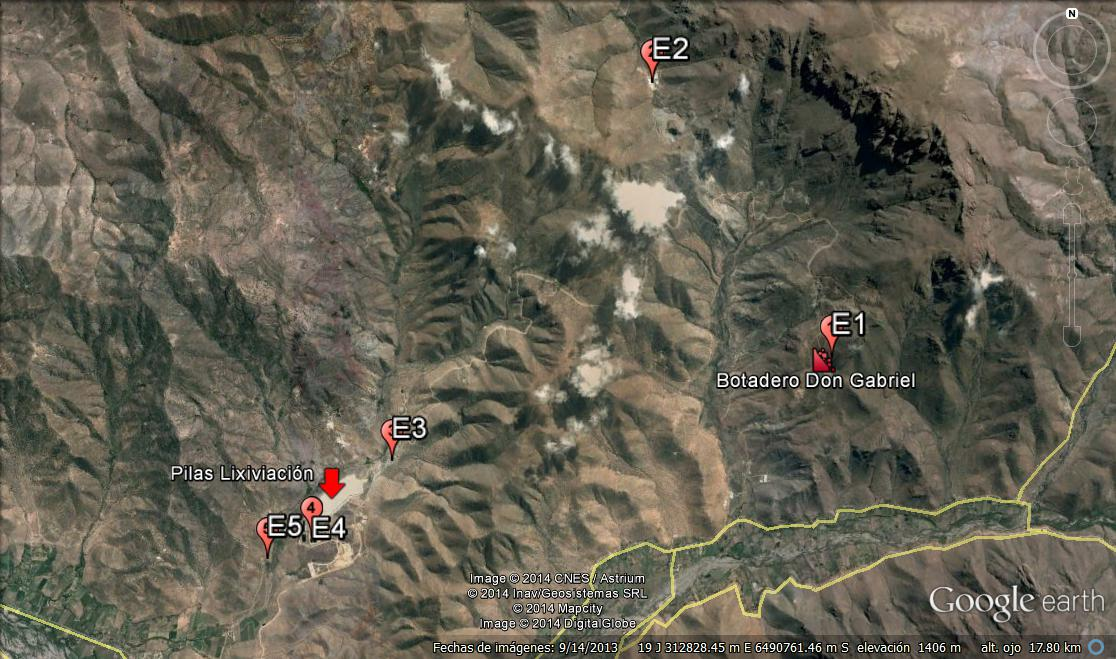 N
E2
E1
Botadero Don Gabriel
E3
Pilas Lixiviación
4
E5
E4
Image © 2014 CNES / Astrium
© 2014 Inav/Geosistemas SRL
© 2014 Mapcity
Image © 2014 DigitalGlobe
Google earth
Fechas de imágenes: 9/14/2013 19 J 312828.45 m E 6490761.46 m S elevación 1406 m alt. ojo 17.80 km